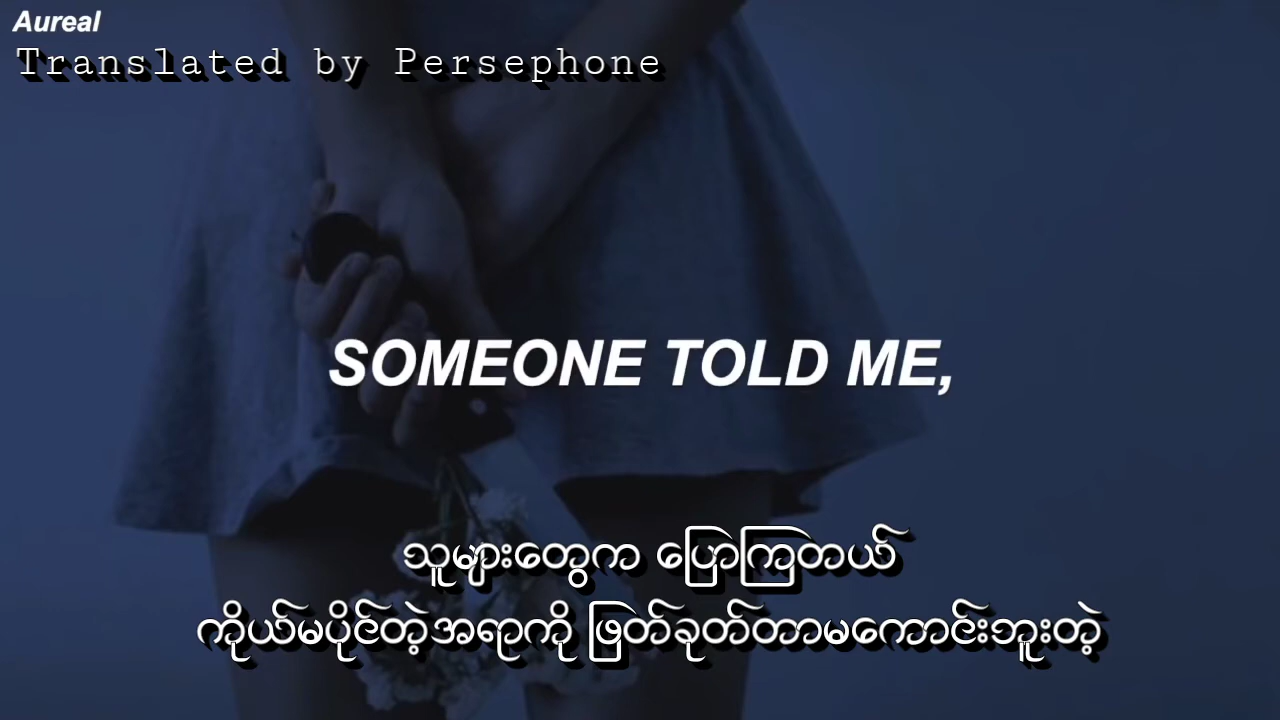 Aureal
Translated by Persephone
SOMEONE TOLD ME,
သူများတွေက ပြောကြတယ်
ကိုယ်မပိုင်တဲ့အရာကို ဖြတ်ခုတ်တာမကောင်းဘူးတဲ့